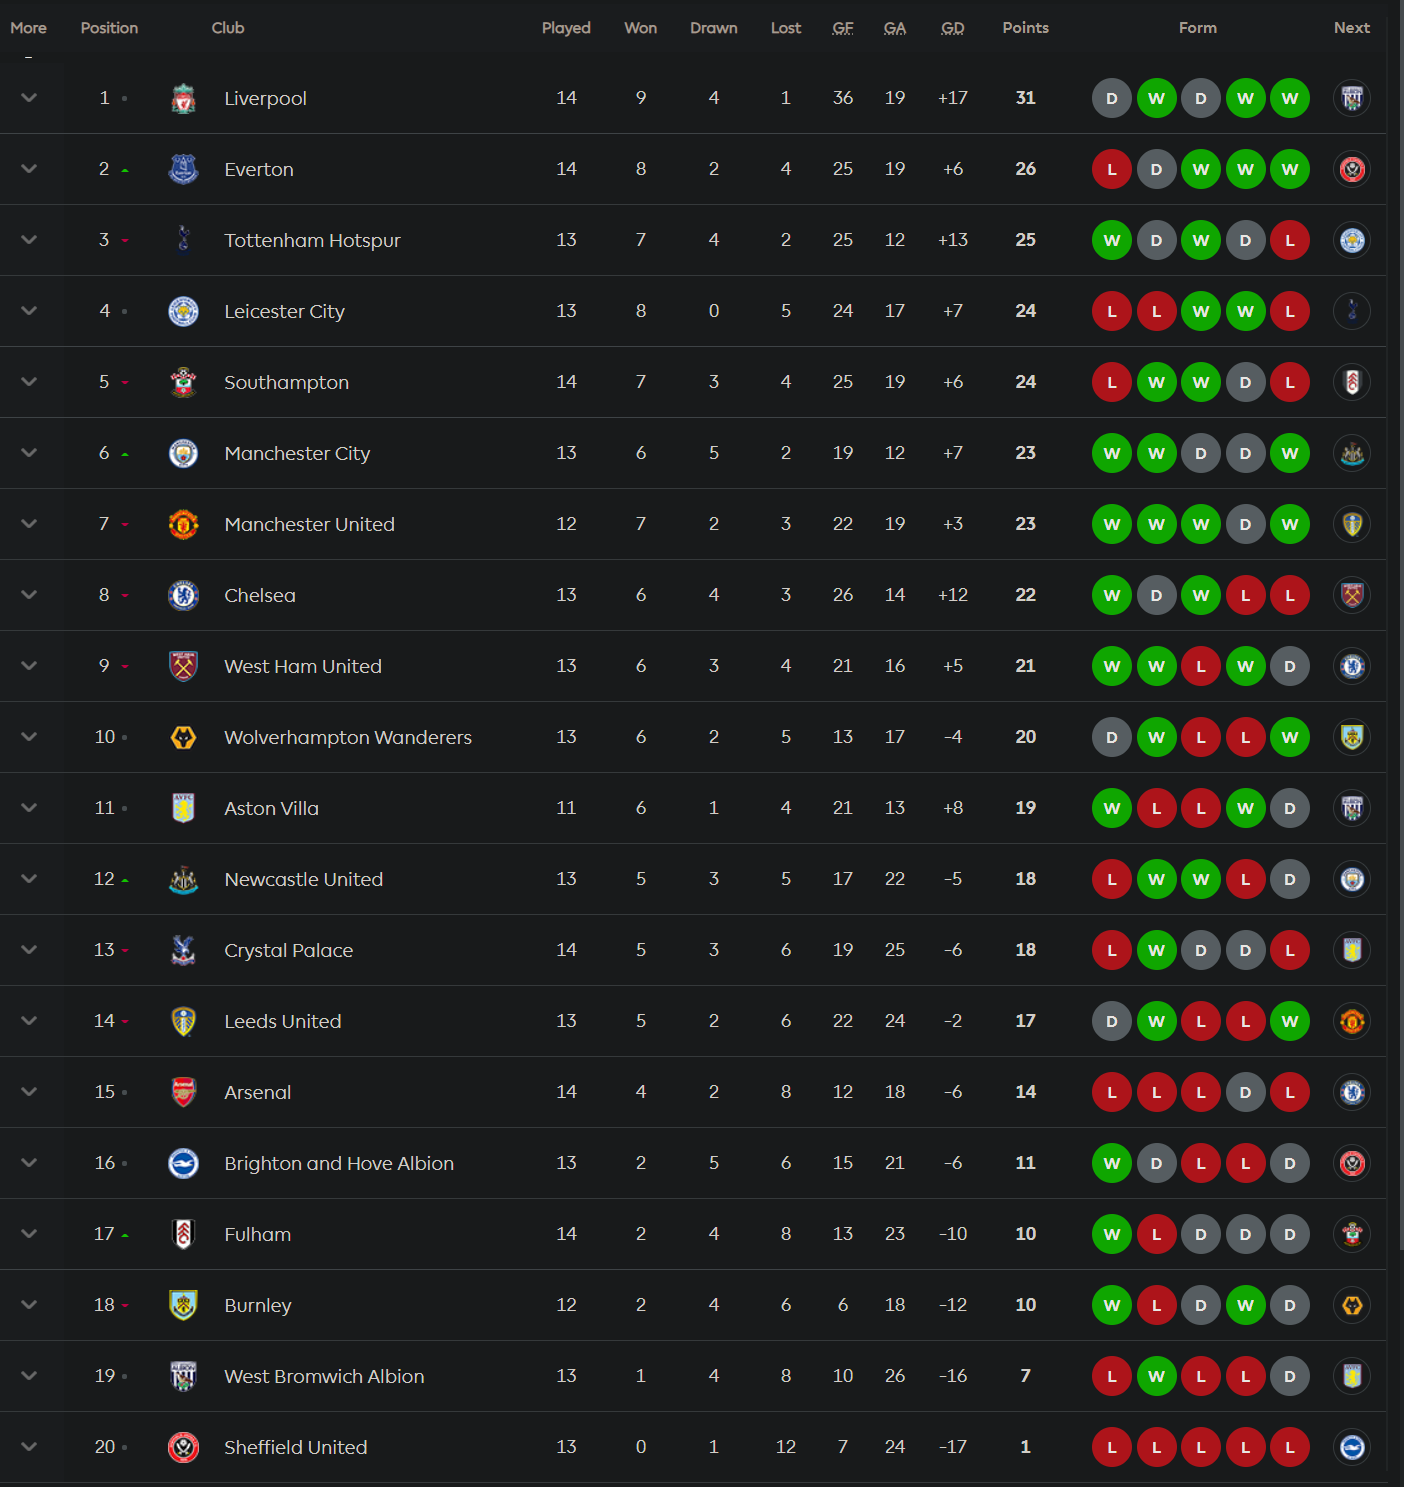 More Position Club Played Won Drawn Lost GF GA GD Points Form Next
1 Liverpool 14 9 4 1 36 19 +17 31 D W D W W
2 Everton 14 8 2 4 25 19 +6 26 L D W W W
3 Tottenham Hotspur 13 7 4 2 25 12 +13 25 W D W D L
4 Leicester City 13 8 0 5 24 17 +7 24 L L W W L
5 Southampton 14 7 3 4 25 19 +6 24 L W W D L
6 Manchester City 13 6 5 2 19 12 +7 23 W W D D W
7 Manchester United 12 7 2 3 22 19 +3 23 W W W D W
8 Chelsea 13 6 4 3 26 14 +12 22 W D W L L
9 West Ham United 13 6 3 4 21 16 +5 21 W W L W D
10 Wolverhampton Wanderers 13 6 2 5 13 17 -4 20 D W L L W
11 Aston Villa 11 6 1 4 21 13 +8 19 W L L W D
12 Newcastle United 13 5 3 5 17 22 -5 18 L W W L D
13 Crystal Palace 14 5 3 6 19 25 -6 18 L W D D L
14 Leeds United 13 5 2 6 22 24 -2 17 D W L L W
15 Arsenal 14 4 2 8 12 18 -6 14 L L L D L
16 Brighton and Hove Albion 13 2 5 6 15 21 -6 11 W D L L D
17 Fulham 14 2 4 8 13 23 -10 10 W L D D D
18 Burnley 12 2 4 6 6 18 -12 10 W L D W D
19 West Bromwich Albion 13 1 4 8 10 26 -16 7 L W L L D
20 Sheffield United 13 0 1 12 7 24 -17 1 L L L L L